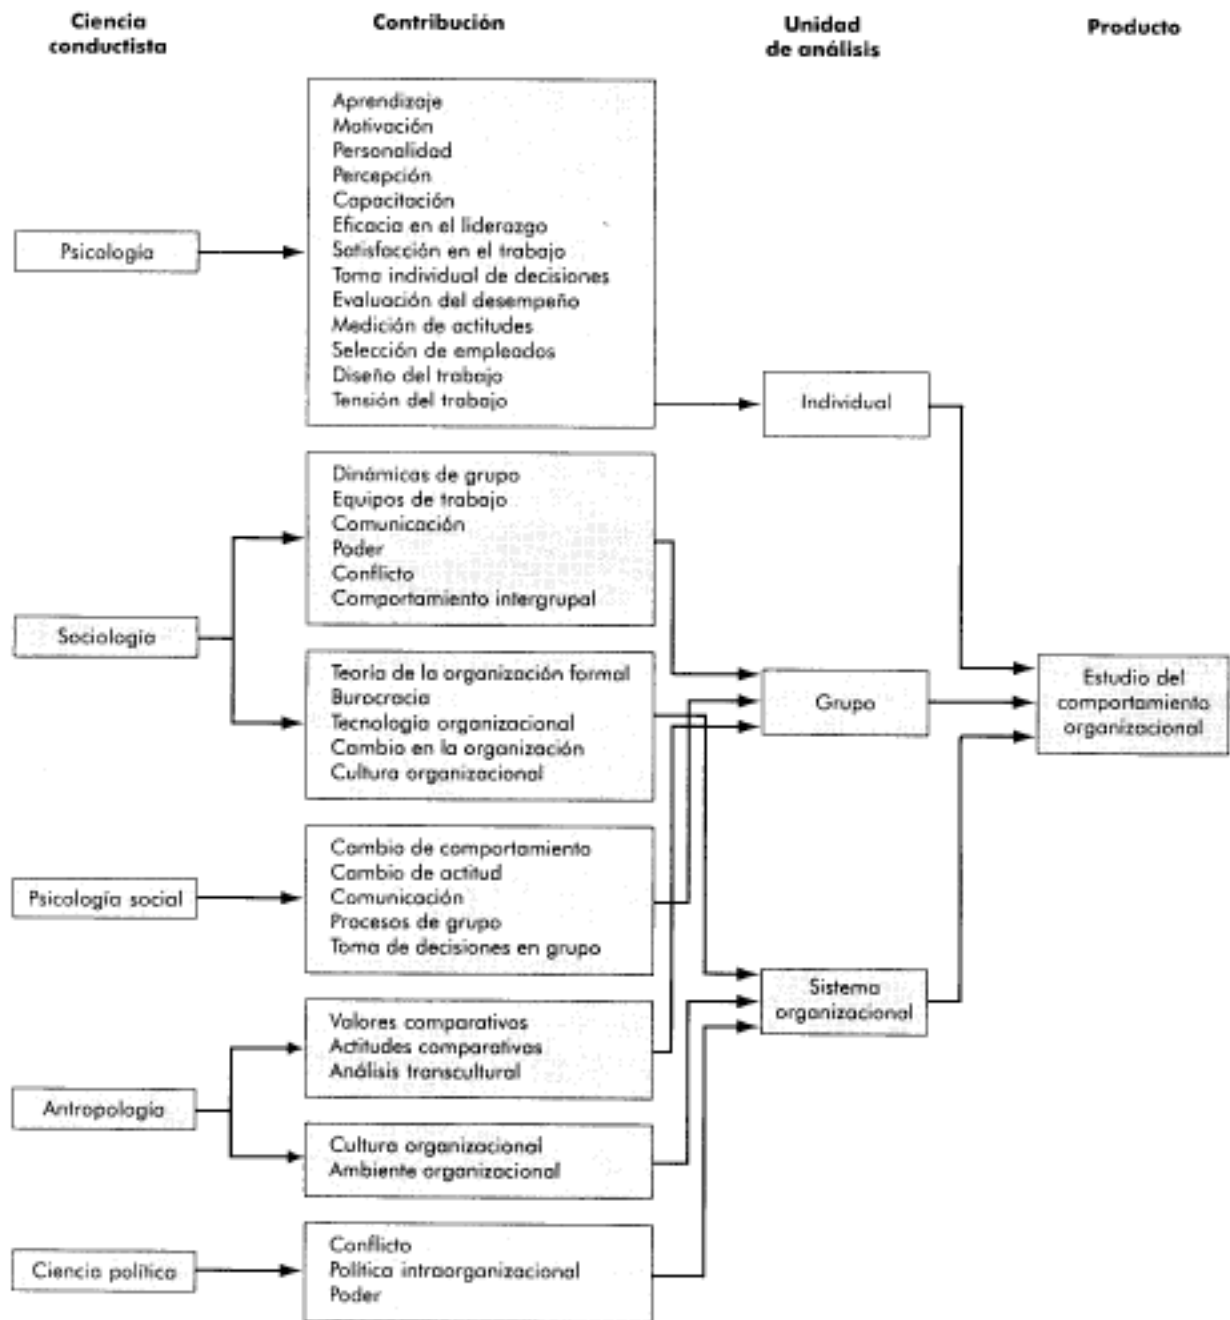 Ciencia
conductista
Contribución
Unidad
de análisis
Producto
Psicología
Aprendizaje
Motivación
Personalidad
Percepción
Capacitación
Eficacia en el liderazgo
Satisfacción en el trabajo
Toma individual de decisiones
Evaluación del desempeño
Medición de actitudes
Selección de empleados
Diseño del trabajo
Tensión del trabajo
Individual
Sociología
Dinámicas de grupo
Equipos de trabajo
Comunicación
Poder
Conflicto
Comportamiento intergrupal
Teoría de la organización formal
Burocracia
Tecnología organizacional
Cambio en la organización
Cultura organizacional
Grupo
Estudio del
comportamiento
organizacional
Psicología social
Cambio de comportamiento
Cambio de actitud
Comunicación
Procesos de grupo
Toma de decisiones en grupo
Sistema
organizacional
Antropología
Valores comparativos
Actitudes comparativas
Análisis transcultural
Cultura organizacional
Ambiente organizacional
Ciencia política
Conflicto
Política intraorganizacional
Poder